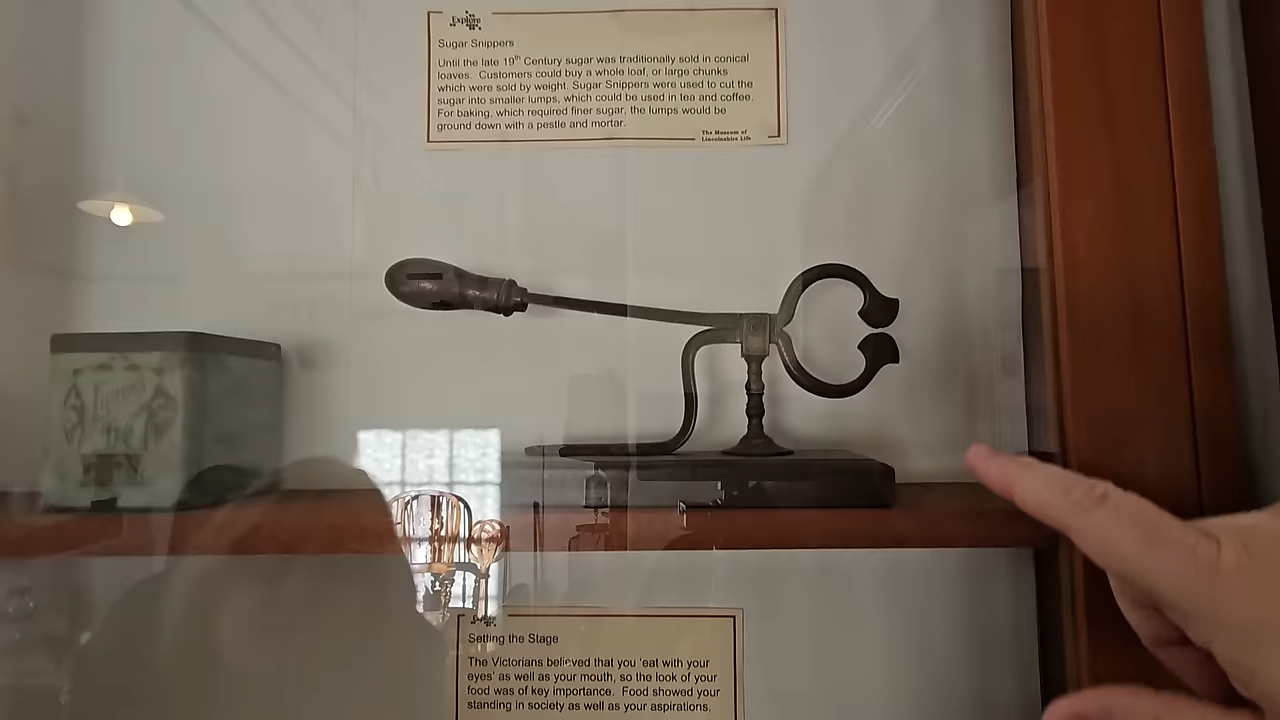 Explore
Sugar Snippers
Until the late 19th Century sugar was traditionally sold in conical
loaves. Customers could buy a whole loaf, or large chunks
which were sold by weight. Sugar Snippers were used to cut the
sugar into smaller lumps, which could be used in tea and coffee.
For baking, which required finer sugar, the lumps would be
ground down with a pestle and mortar.
The Museum of
Lincolnshire Life
Explore
Setting the Stage
The Victorians believed that you 'eat with your
eyes' as well as your mouth, so the look of your
food was of key importance. Food showed your
standing in society as well as your aspirations.